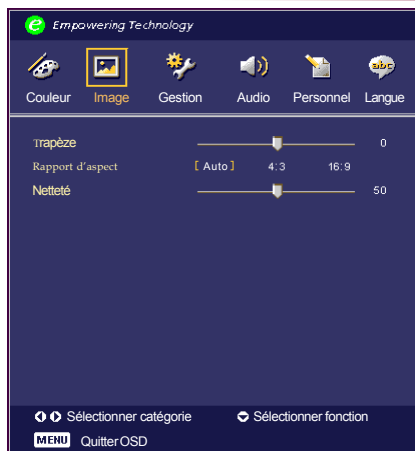 Empowering Technology
Couleur Image Gestion Audio Personnel Langue
abc
Trapèze 0
Rapport d'aspect [ Auto ] 4:3 16:9
Netteté 50
Sélectionner catégorie Sélectionner fonction
MENU Quitter OSD